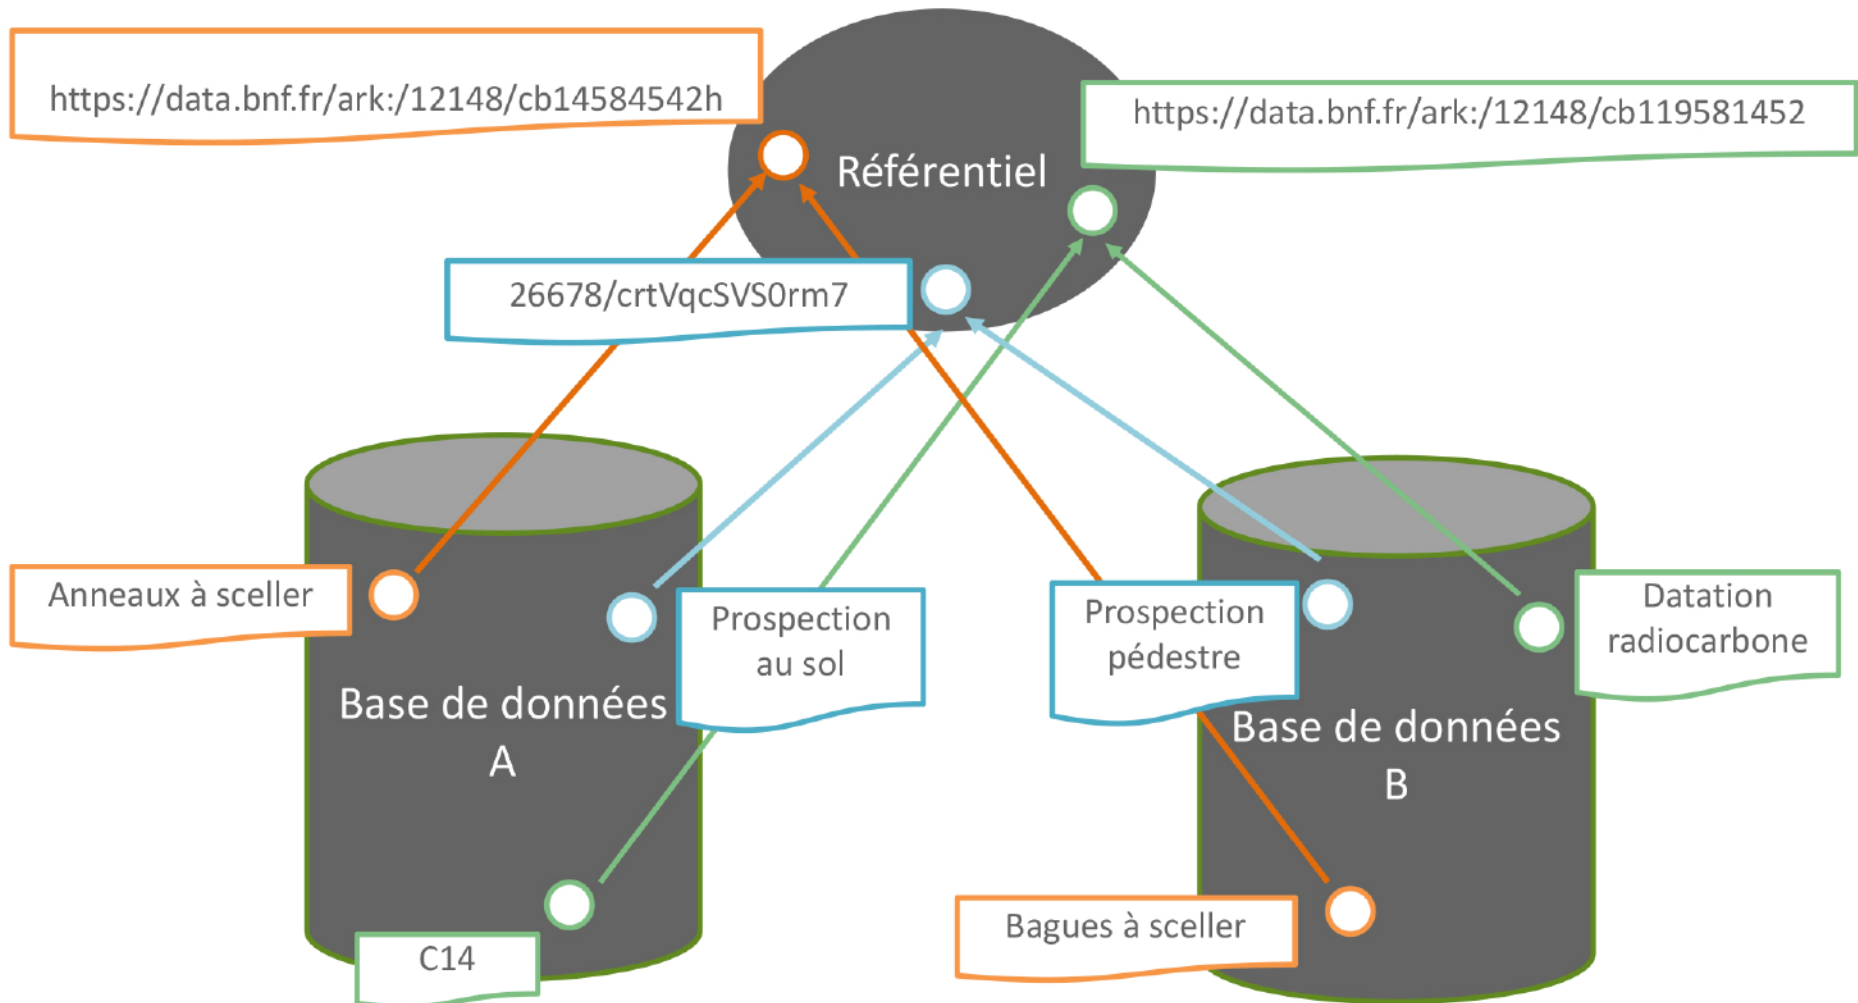 https://data.bnf.fr/ark:/12148/cb14584542h
https://data.bnf.fr/ark:/12148/cb119581452
Référentiel
26678/crtVqcSVS0rm7
Anneaux à sceller
Prospection
au sol
Base de données
A
C14
Prospection
pédestre
Datation
radiocarbone
Base de données
B
Bagues à sceller